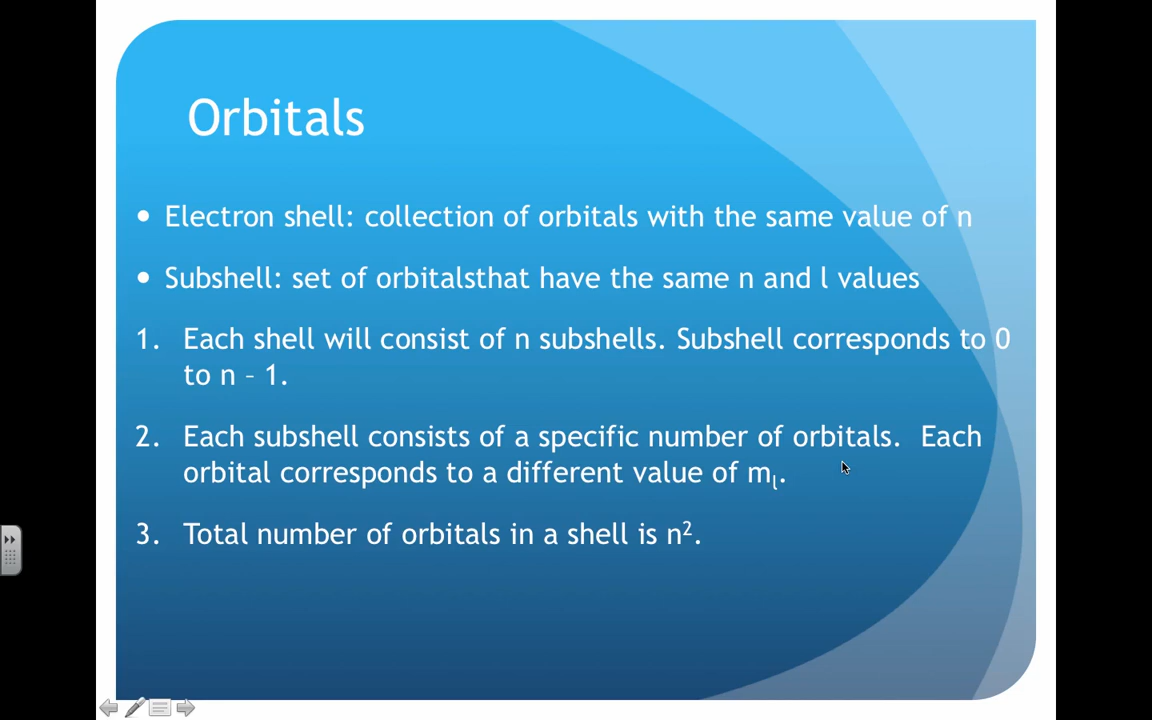 Orbitals
• Electron shell: collection of orbitals with the same value of n
• Subshell: set of orbitalsthat have the same n and l values
1. Each shell will consist of n subshells. Subshell corresponds to 0
to n – 1.
2. Each subshell consists of a specific number of orbitals.  Each
orbital corresponds to a different value of mₗ.
3. Total number of orbitals in a shell is n².